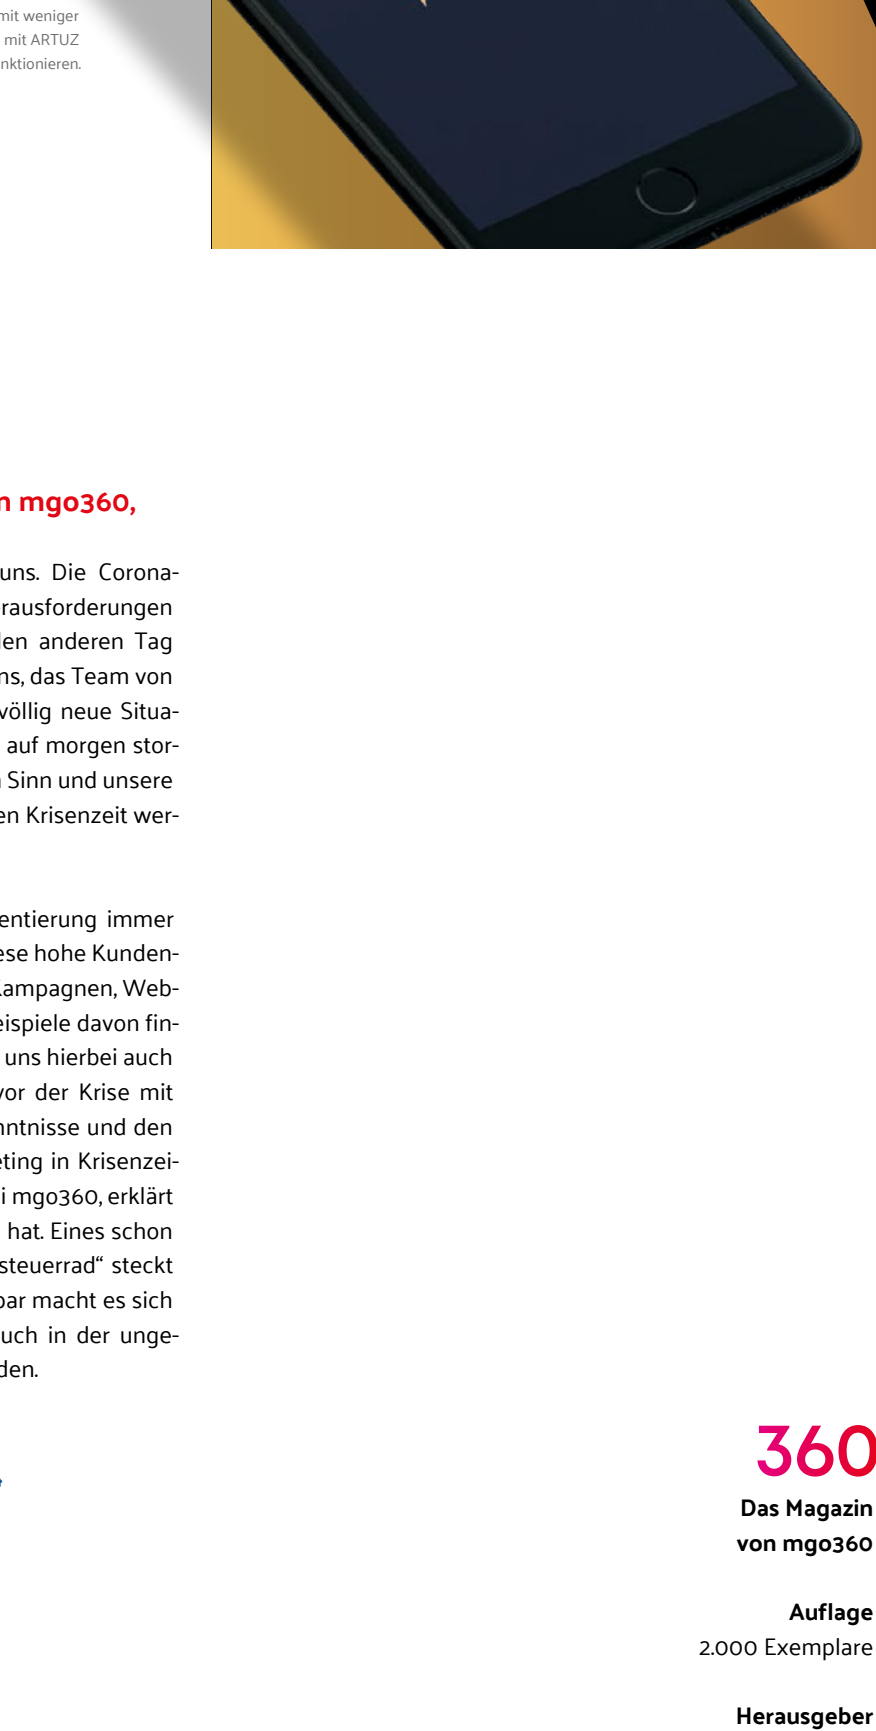 mit weniger
mit ARTUZ
nktionieren.
n mgo360,
uns. Die Corona-
rausforderungen
len anderen Tag
ns, das Team von
völlig neue Situa-
auf morgen stor-
Sinn und unsere
en Krisenzeit wer-
entierung immer
ese hohe Kunden-
Kampagnen, Web-
eispiele davon fin-
uns hierbei auch
vor der Krise mit
nntnisse und den
eting in Krisenzei-
i mgo360, erklärt
hat. Eines schon
steuerrad“ steckt
bar macht es sich
uch in der unge-
den.
360
Das Magazin
von mgo360
Auflage
2.000 Exemplare
Herausgeber